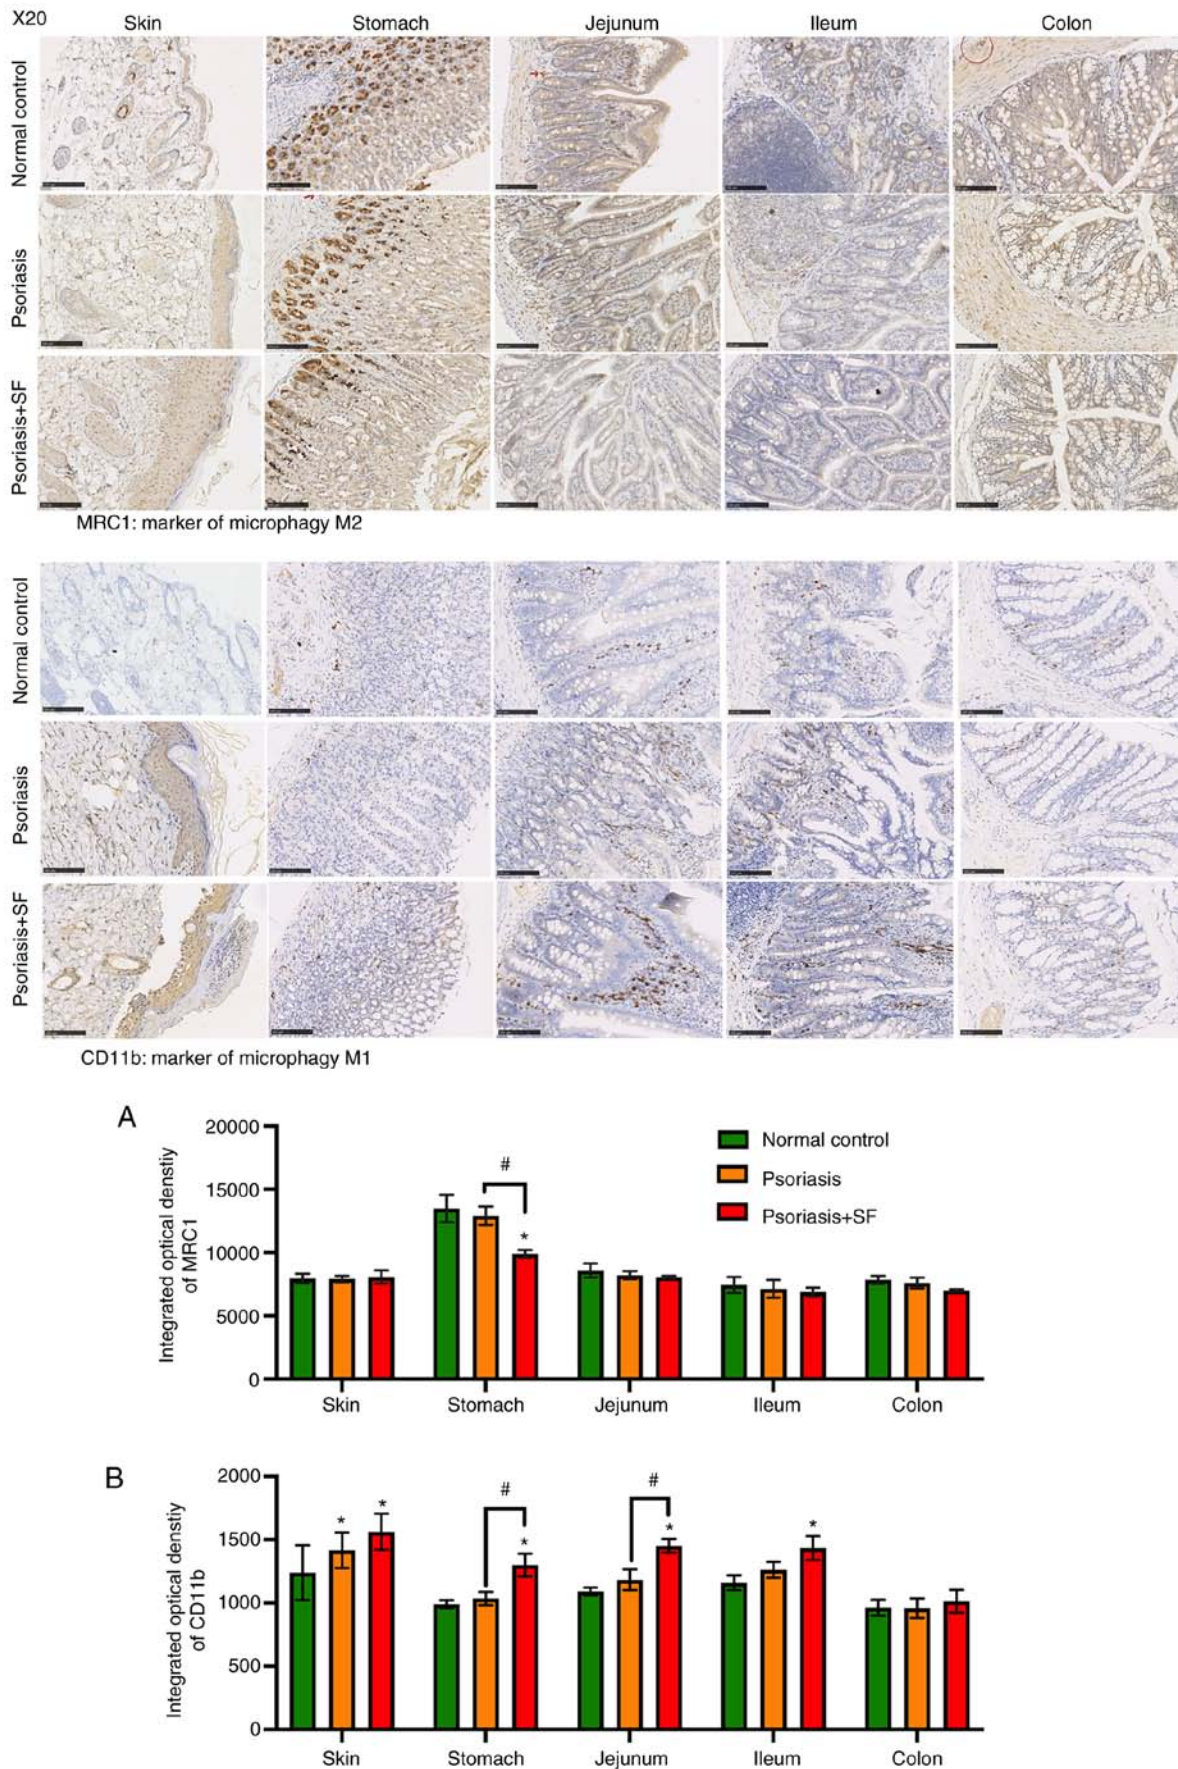 X20
Skin Stomach Jejunum Ileum Colon
Normal control
Psoriasis
Psoriasis+SF
MRC1: marker of microphagy M2
Normal control
Psoriasis
Psoriasis+SF
CD11b: marker of microphagy M1
A
Integrated optical denstiy
of MRC1
20000
15000
10000
5000
0
#
*
Normal control
Psoriasis
Psoriasis+SF
Skin Stomach Jejunum Ileum Colon
B
Integrated optical denstiy
of CD11b
2000
1500
1000
500
0
* * # * # * *
Skin Stomach Jejunum Ileum Colon